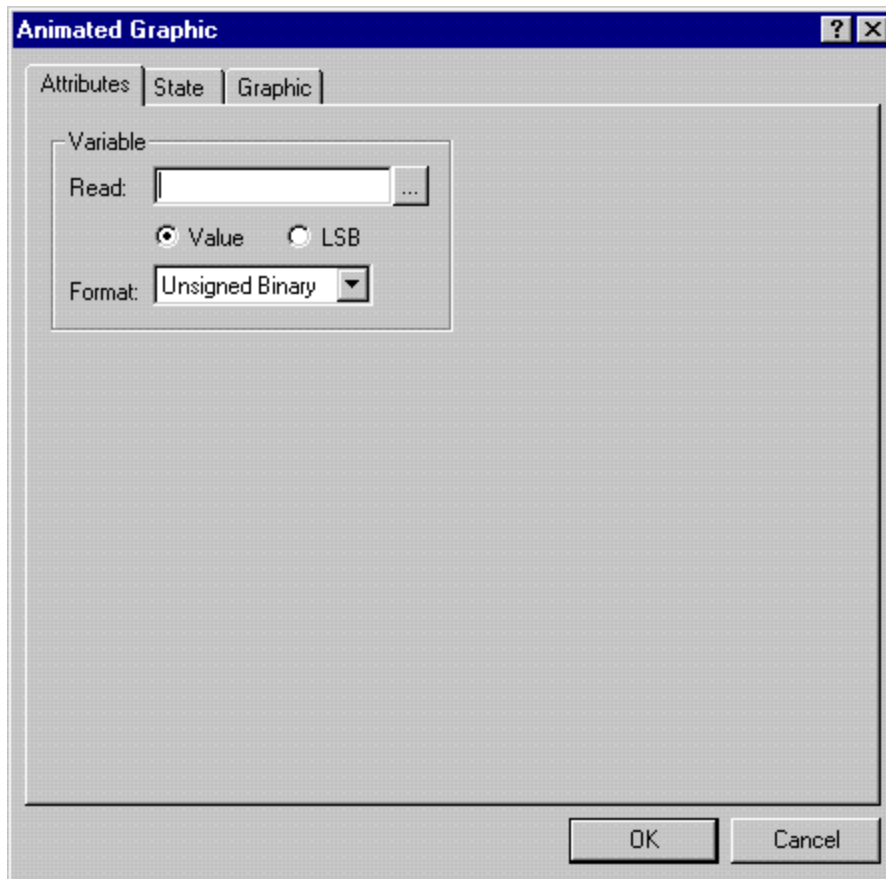 Animated Graphic
Attributes State Graphic
Variable
Read: ...
Value LSB
Format: Unsigned Binary
OK Cancel